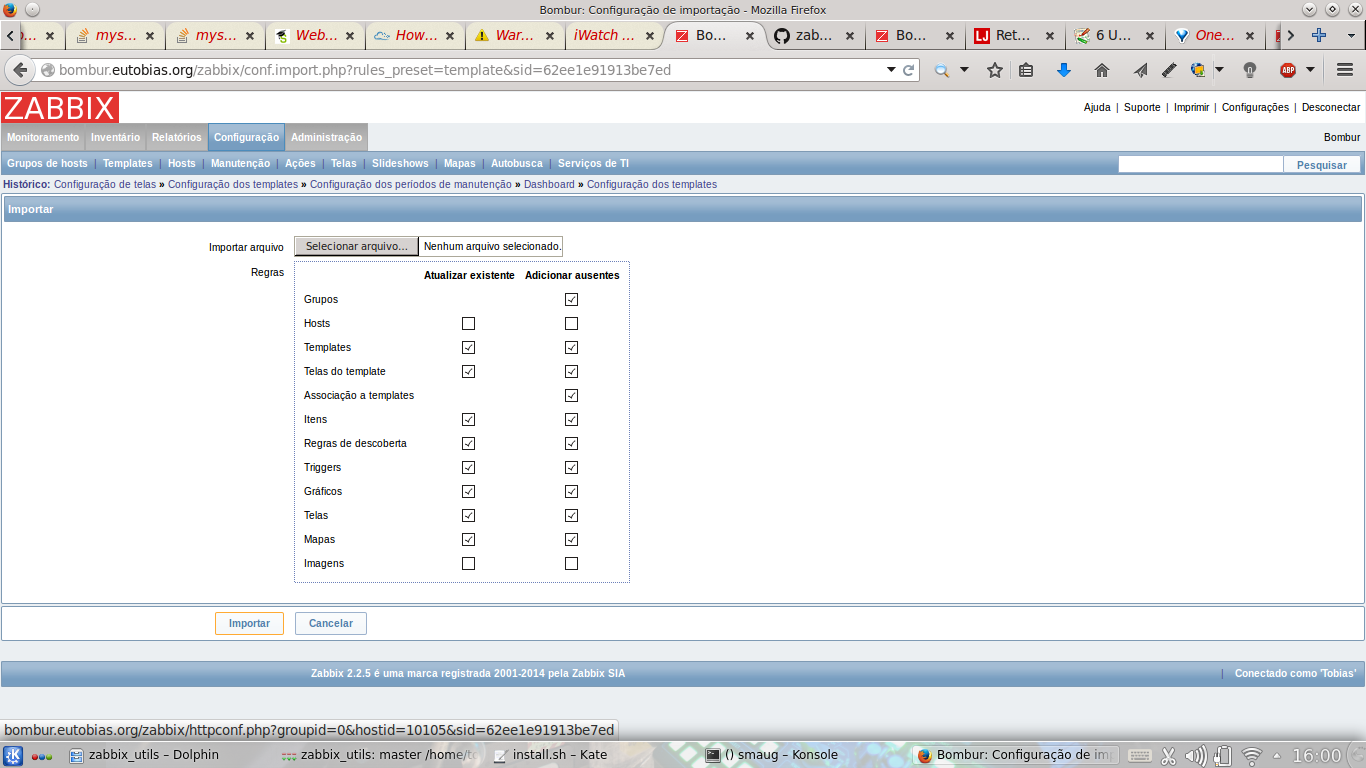 Bombur: Configuração de importação - Mozilla Firefox
mys...
mys...
Web...
How...
War...
iWatch ...
Bo...
zab...
Bo...
Ret...
6 U...
One...
bombur.eutobias.org/zabbix/conf.import.php?rules_preset=template&sid=62ee1e91913be7ed
ABP
ZABBIX
Ajuda | Suporte | Imprimir | Configurações | Desconectar
Monitoramento Inventário Relatórios Configuração Administração
Bombur
Grupos de hosts | Templates | Hosts | Manutenção | Ações | Telas | Slideshows | Mapas | Autobusca | Serviços de TI
Pesquisar
Histórico: Configuração de telas » Configuração dos templates » Configuração dos períodos de manutenção » Dashboard » Configuração dos templates
Importar
Importar arquivo Selecionar arquivo... Nenhum arquivo selecionado.
Regras
Atualizar existente Adicionar ausentes
Grupos
Hosts
Templates
Telas do template
Associação a templates
Itens
Regras de descoberta
Triggers
Gráficos
Telas
Mapas
Imagens
Importar Cancelar
Zabbix 2.2.5 é uma marca registrada 2001-2014 pela Zabbix SIA
| Conectado como 'Tobias'
bombur.eutobias.org/zabbix/httpconf.php?groupid=0&hostid=10105&sid=62ee1e91913be7ed
zabbix_utils – Dolphin
zabbix_utils: master /home/to
install.sh – Kate
() smaug – Konsole
Bombur: Configuração de im
16:00